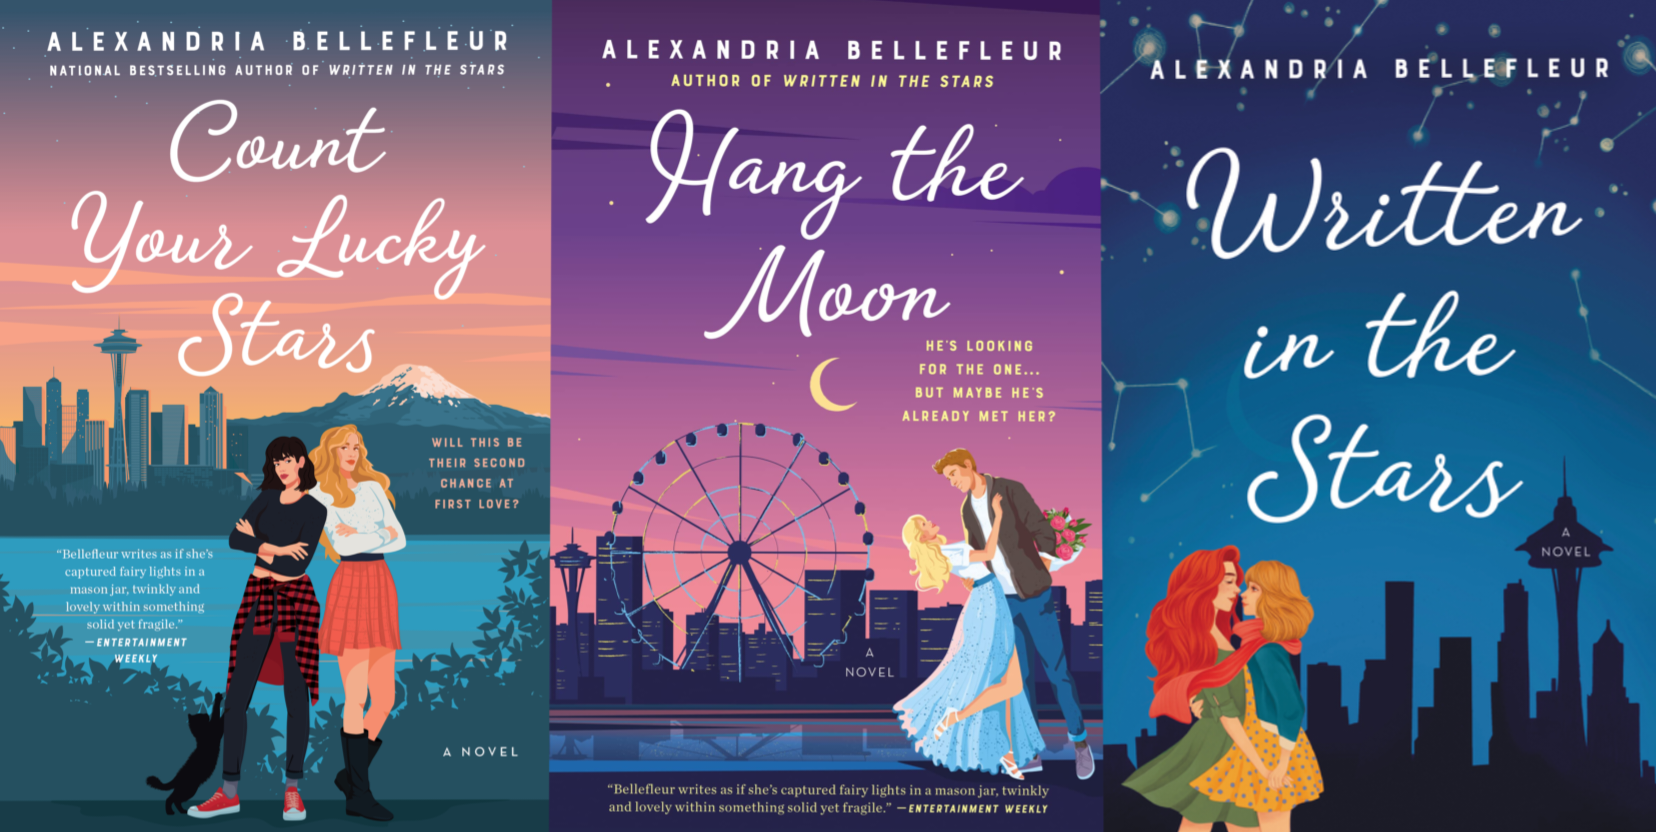 ALEXANDRIA BELLEFLEUR
NATIONAL BESTSELLING AUTHOR OF WRITTEN IN THE STARS
Count
Your Lucky
Stars
WILL THIS BE
THEIR SECOND
CHANCE AT
FIRST LOVE?
“Bellefleur writes as if she’s
captured fairy lights in a
mason jar, twinkly and
lovely within something
solid yet fragile.”
—ENTERTAINMENT
WEEKLY
A NOVEL
ALEXANDRIA BELLEFLEUR
AUTHOR OF WRITTEN IN THE STARS
Hang the
Moon
HE’S LOOKING
FOR THE ONE...
BUT MAYBE HE’S
ALREADY MET HER?
A
NOVEL
“Bellefleur writes as if she’s captured fairy lights in a mason jar, twinkly
and lovely within something solid yet fragile.” —ENTERTAINMENT WEEKLY
ALEXANDRIA BELLEFLEUR
Written
in the
Stars
A
NOVEL